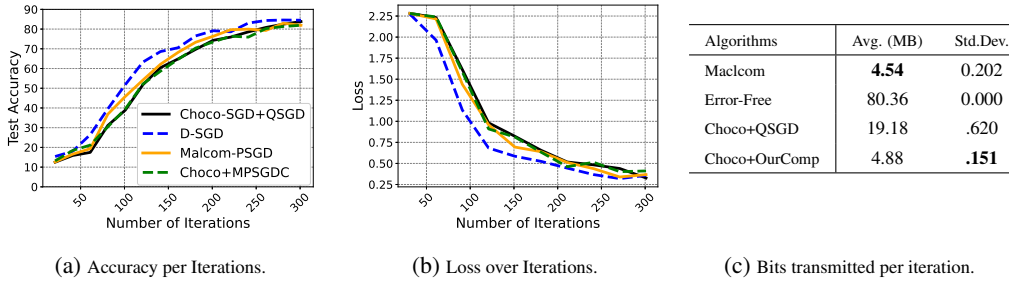 90
80
70
60
50
40
30
20
10
0
Test Accuracy
50
100
150
200
250
300
Number of Iterations
Choco-SGD+QSGD
D-SGD
Malcom-PSGD
Choco+MPSGDC
(a) Accuracy per Iterations.
2.25
2.00
1.75
1.50
1.25
1.00
0.75
0.50
0.25
Loss
50
100
150
200
250
300
Number of Iterations
(b) Loss over Iterations.
Algorithms Avg. (MB) Std.Dev.
Maclcom 4.54 0.202
Error-Free 80.36 0.000
Choco+QSGD 19.18 .620
Choco+OurComp 4.88 .151
(c) Bits transmitted per iteration.